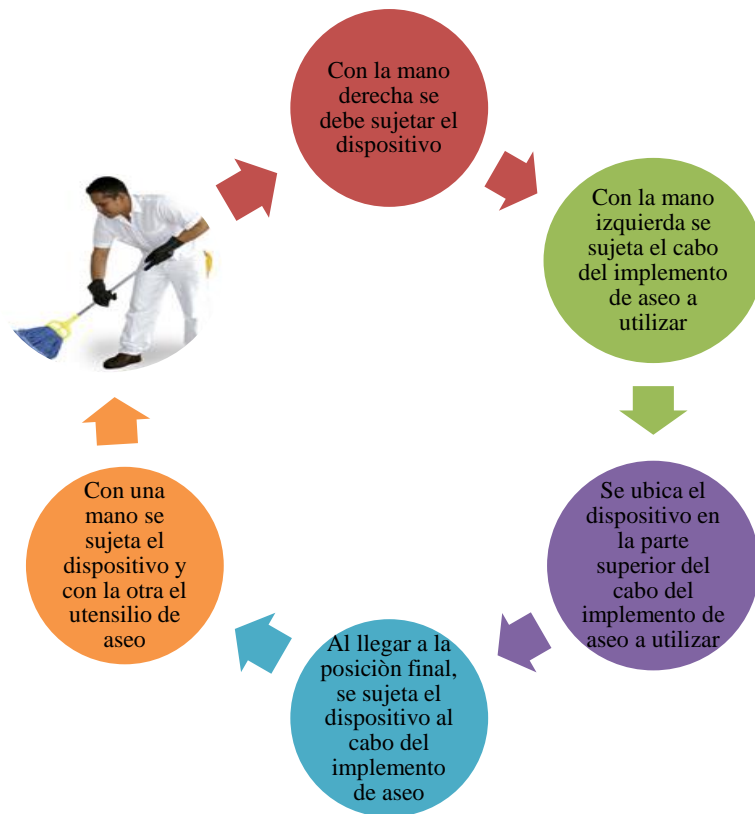 Con la mano
derecha se
debe sujetar el
dispositivo
Con la mano
izquierda se
sujeta el cabo
del implemento
de aseo a
utilizar
Se ubica el
dispositivo en
la parte
superior del
cabo del
implemento de
aseo a utilizar
Al llegar a la
posiciòn final,
se sujeta el
dispositivo al
cabo del
implemento
de aseo
Con una
mano se
sujeta el
dispositivo y
con la otra el
utensilio de
aseo